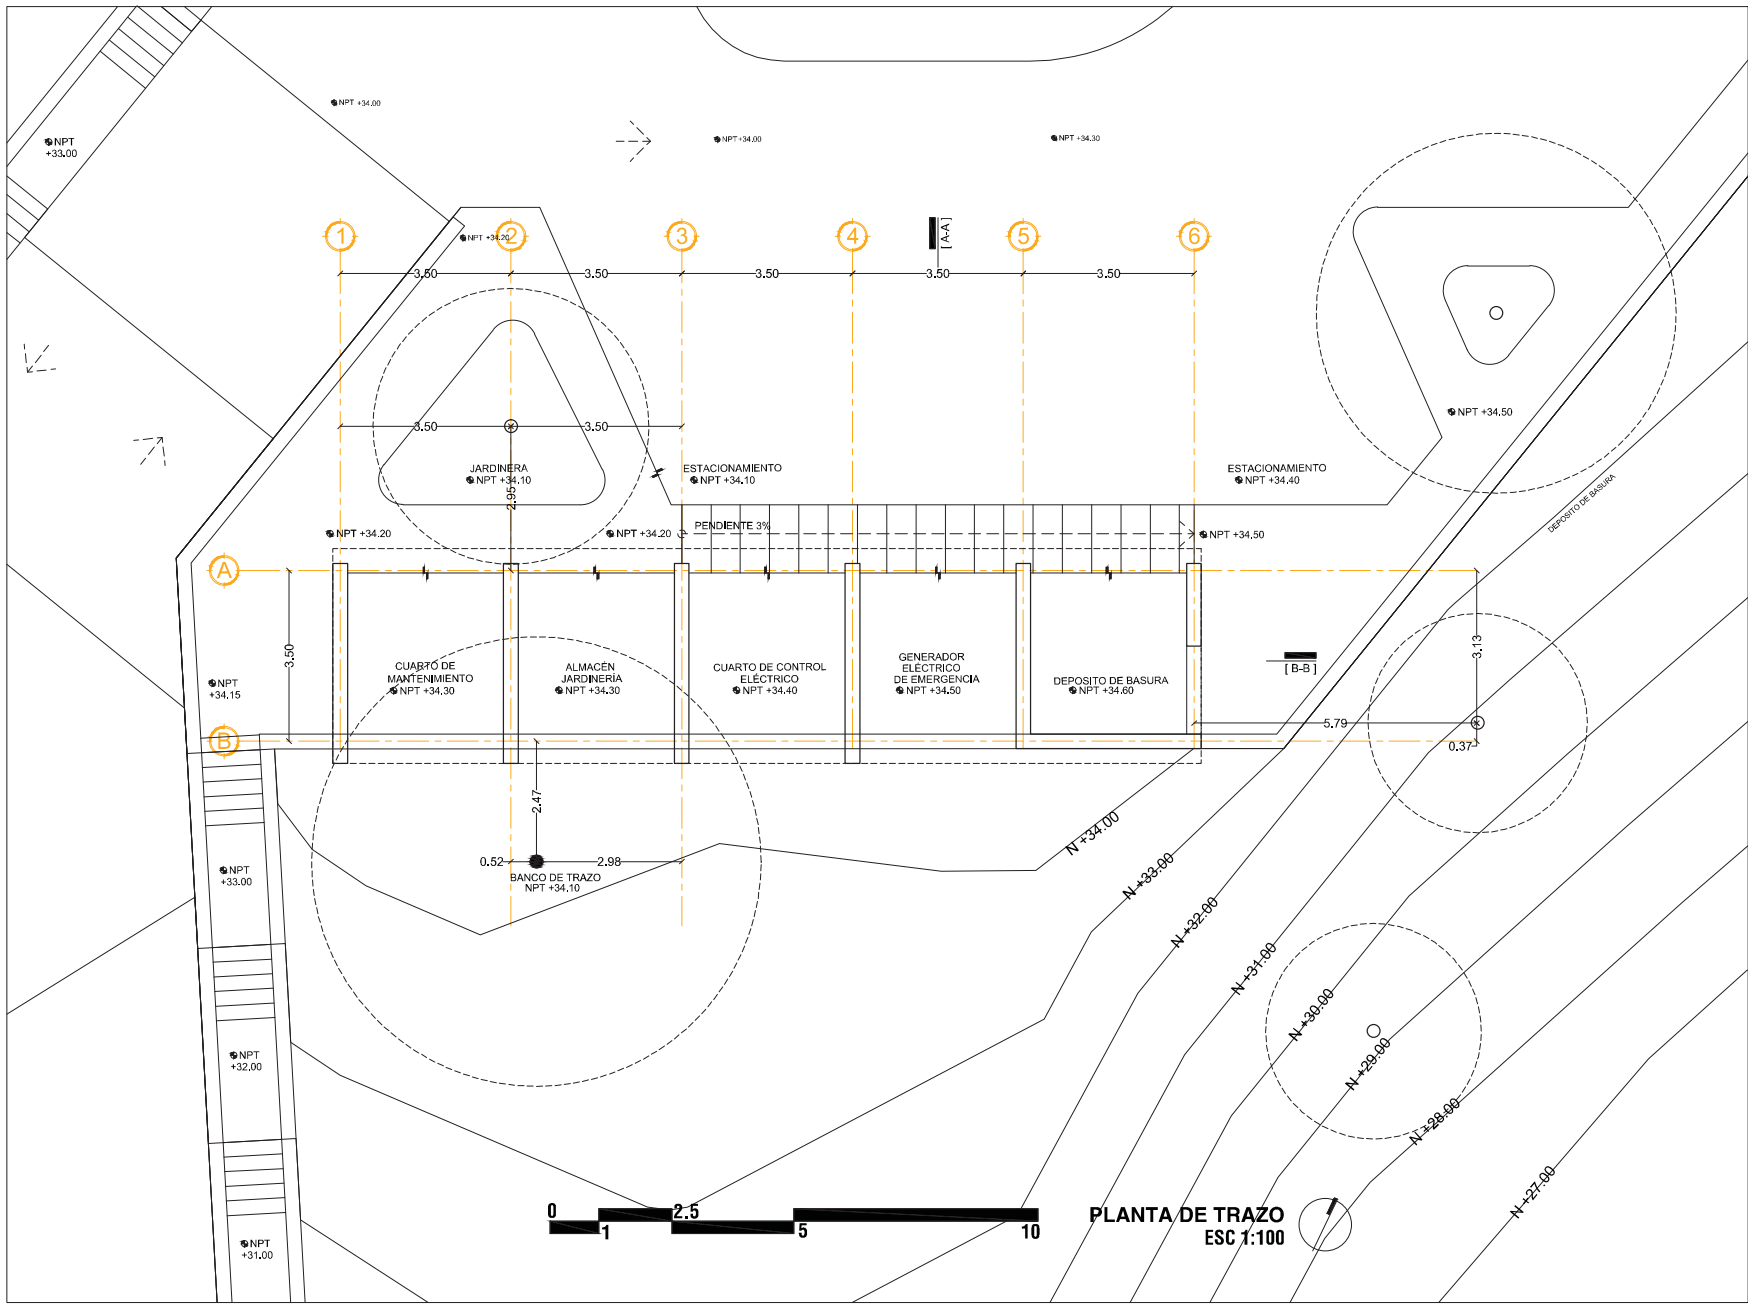 NPT +34.00
NPT
+33.00
NPT +34.00
NPT +34.30
1
NPT +34.20
2
3
4
[ A-A ]
5
6
3.50
3.50
3.50
3.50
3.50
NPT +34.50
3.50
3.50
JARDINERA
NPT +34.10
2.95
ESTACIONAMIENTO
NPT +34.10
ESTACIONAMIENTO
NPT +34.40
DEPOSITO DE BASURA
PENDIENTE 3%
NPT +34.20
NPT +34.20
NPT +34.50
A
3.50
3.13
CUARTO DE
MANTENIMIENTO
NPT +34.30
ALMACÉN
JARDINERÍA
NPT +34.30
CUARTO DE CONTROL
ELÉCTRICO
NPT +34.40
GENERADOR
ELÉCTRICO
DE EMERGENCIA
NPT +34.50
DEPOSITO DE BASURA
NPT +34.60
[ B-B ]
NPT
+34.15
5.79
B
0.37
2.47
N +34.00
0.52
2.98
BANCO DE TRAZO
NPT +34.10
NPT
+33.00
N +33.00
N +32.00
N +31.00
N +30.00
N +29.00
N +28.00
N +27.00
NPT
+32.00
NPT
+31.00
0
1
2.5
5
10
PLANTA DE TRAZO
ESC 1:100